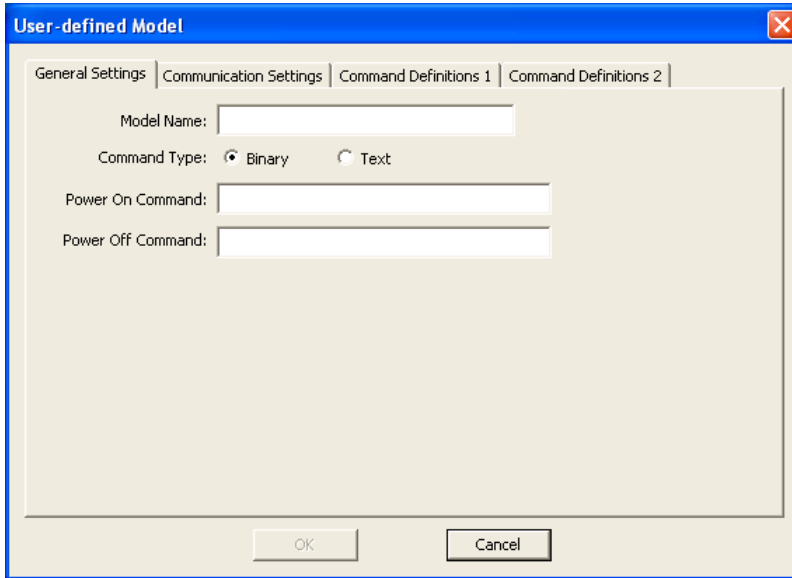 User-defined Model
General Settings Communication Settings Command Definitions 1 Command Definitions 2
Model Name:
Command Type: Binary Text
Power On Command:
Power Off Command:
OK Cancel